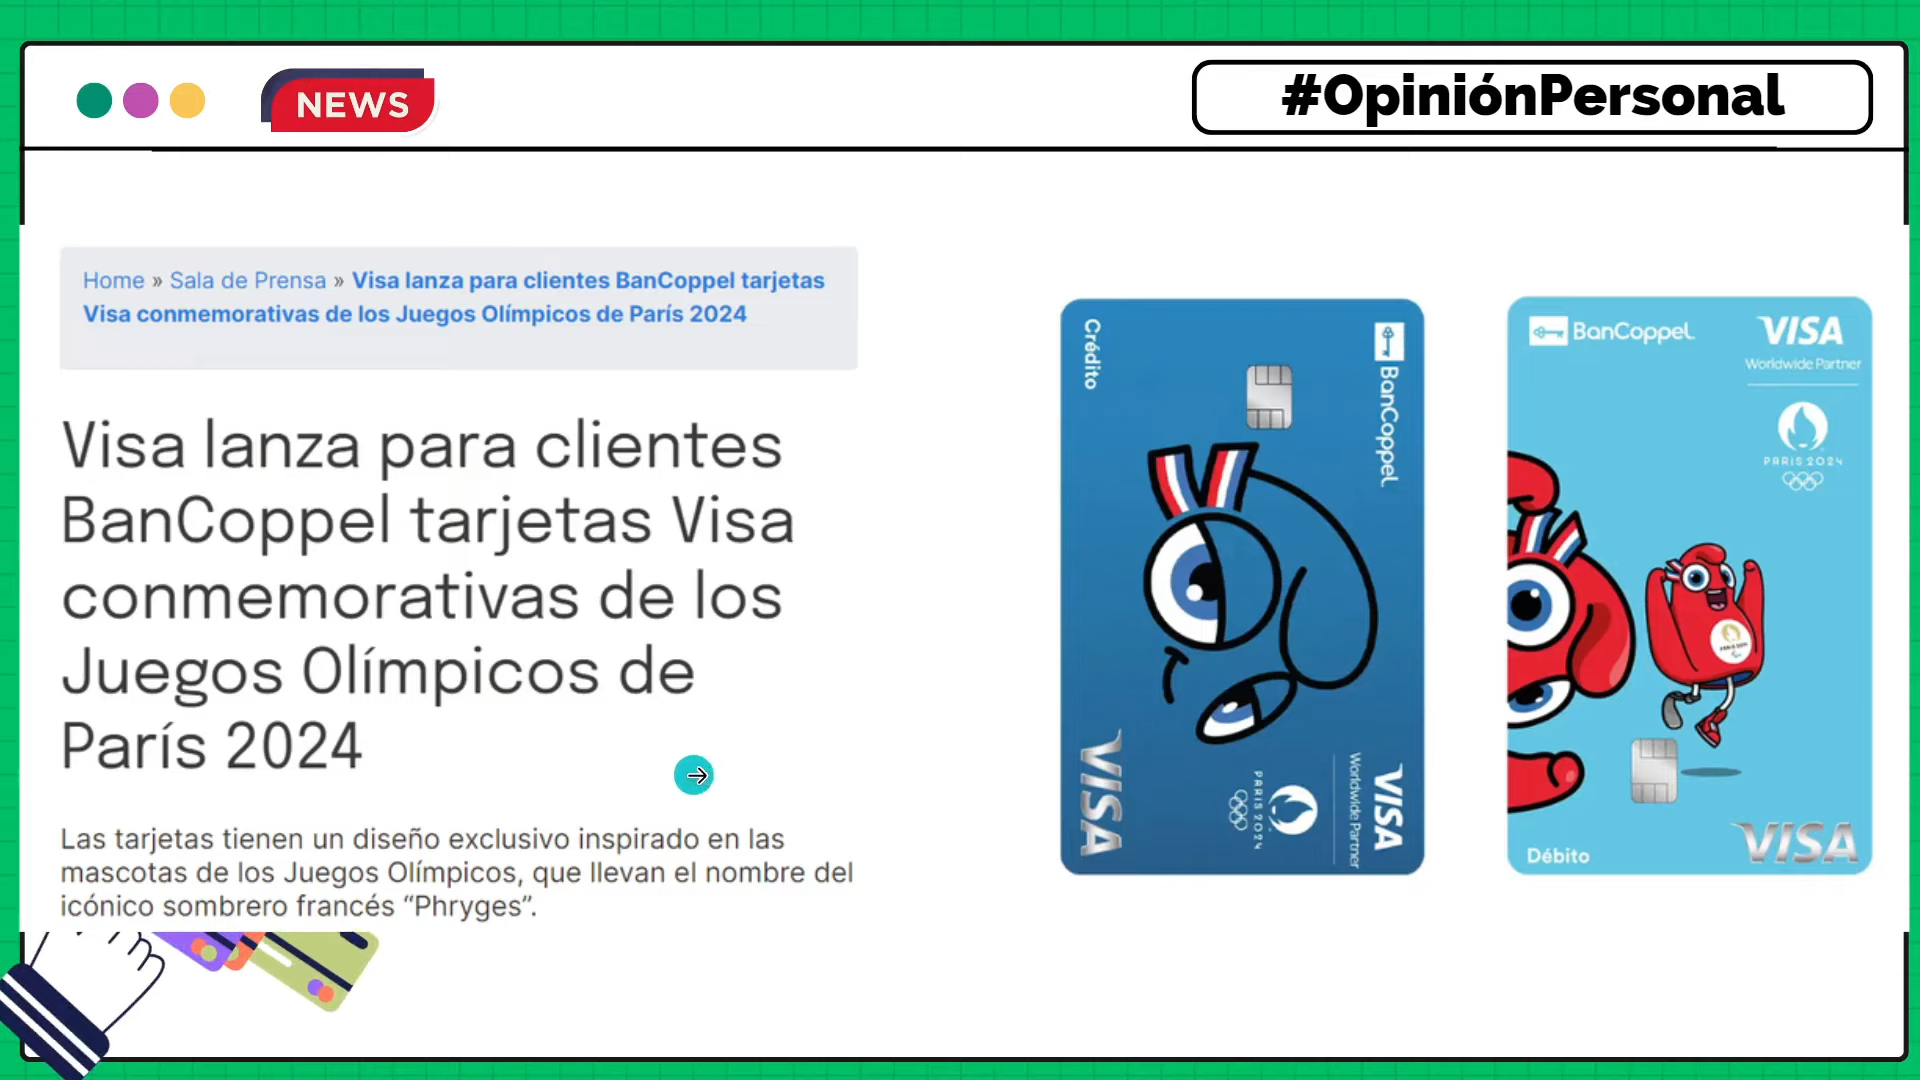 NEWS
#OpiniónPersonal
Home » Sala de Prensa » Visa lanza para clientes BanCoppel tarjetas
Visa conmemorativas de los Juegos Olímpicos de París 2024
Visa lanza para clientes
BanCoppel tarjetas Visa
conmemorativas de los
Juegos Olímpicos de
París 2024
Las tarjetas tienen un diseño exclusivo inspirado en las
mascotas de los Juegos Olímpicos, que llevan el nombre del
icónico sombrero francés “Phryges”.
Crédito
BanCoppel
VISA
PARIS 2024
VISA
Worldwide Partner
BanCoppel
VISA
Worldwide Partner
PARIS 2024
PARIS 2024
Débito
VISA